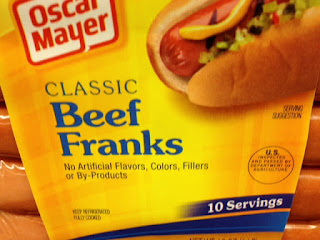 Oscar
Mayer
CLASSIC
Beef
Franks
SERVING
SUGGESTION
No Artificial Flavors, Colors, Fillers
or By-Products
U.S.
INSPECTED
AND PASSED BY
DEPARTMENT OF
AGRICULTURE
KEEP REFRIGERATED
FULLY COOKED
10 Servings